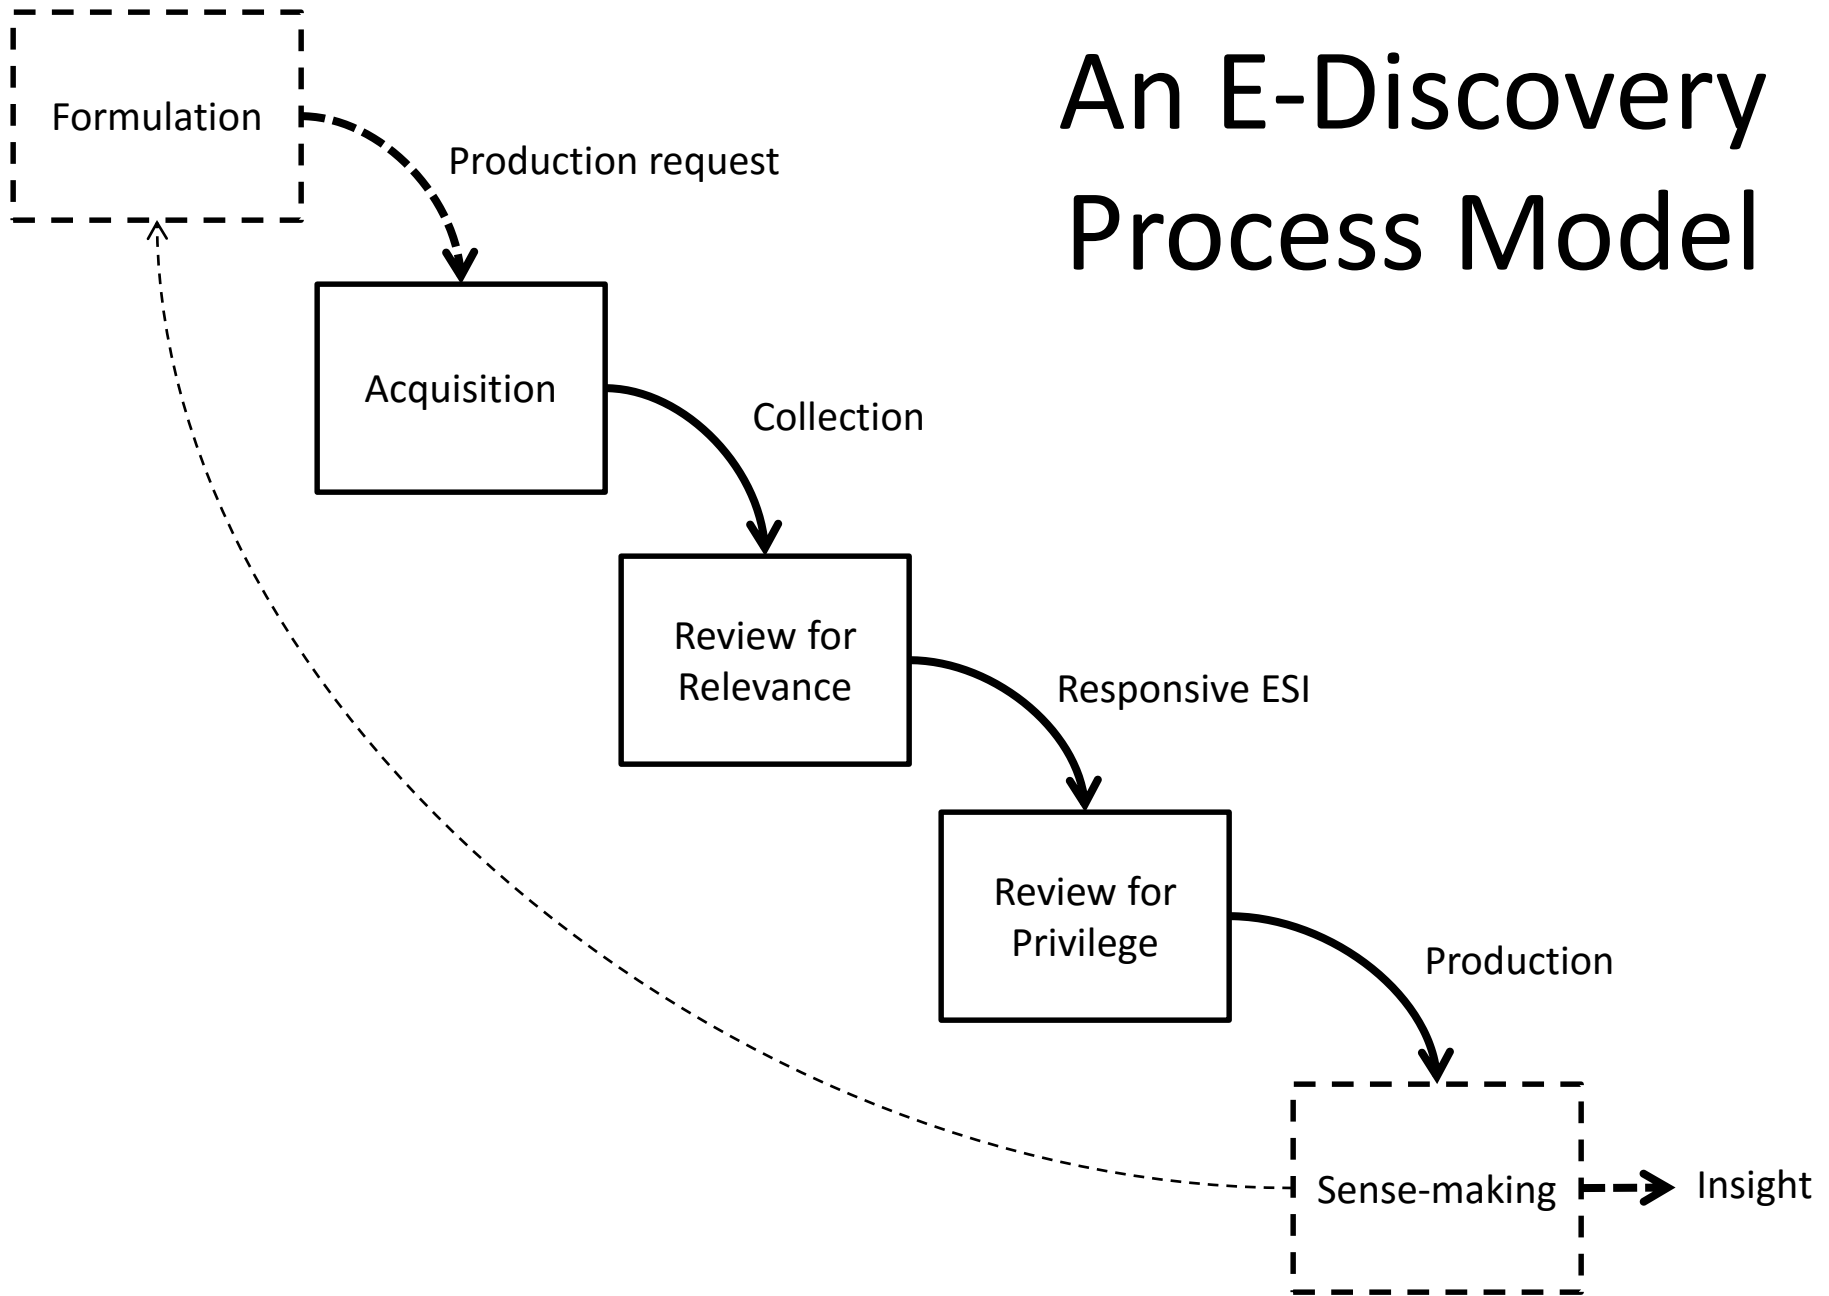 An E-Discovery
Process Model
Formulation
Production request
Acquisition
Collection
Review for
Relevance
Responsive ESI
Review for
Privilege
Production
Sense-making
Insight